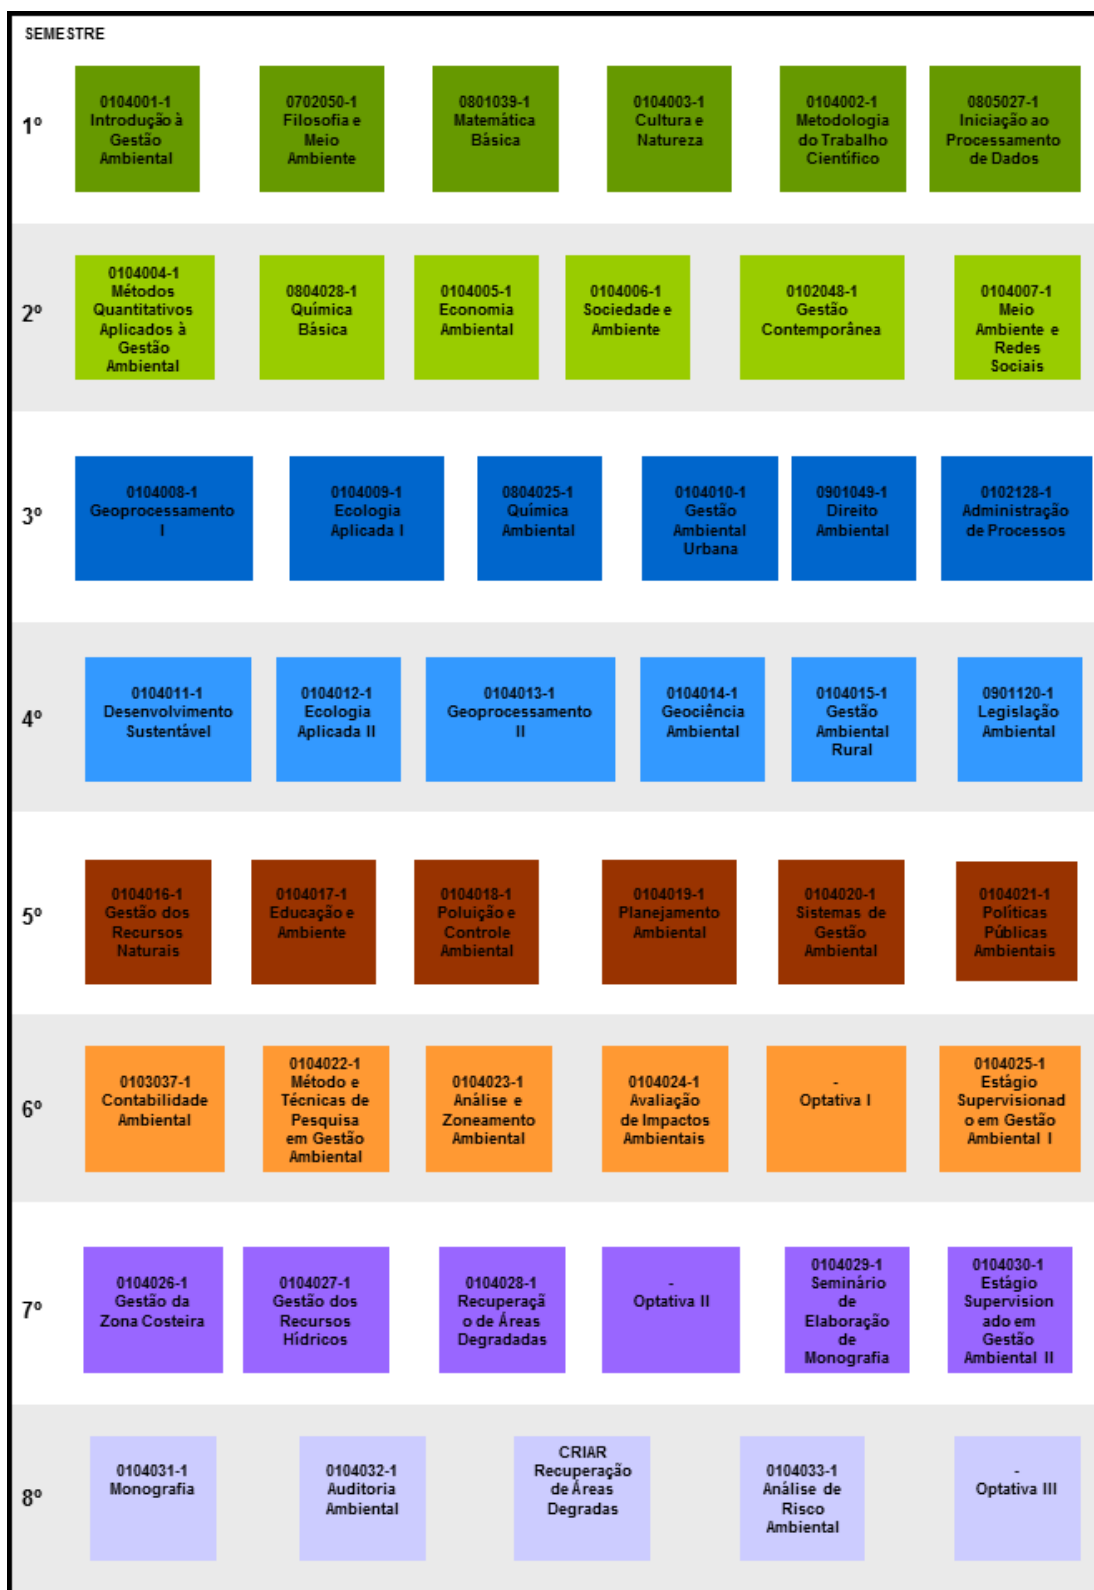 SEMESTRE
1º
0104001-1
Introdução à
Gestão
Ambiental
0702050-1
Filosofia e
Meio
Ambiente
0801039-1
Matemática
Básica
0104003-1
Cultura e
Natureza
0104002-1
Metodologia
do Trabalho
Científico
0805027-1
Iniciação ao
Processamento
de Dados
2º
0104004-1
Métodos
Quantitativos
Aplicados à
Gestão
Ambiental
0804028-1
Química
Básica
0104005-1
Economia
Ambiental
0104006-1
Sociedade e
Ambiente
0102048-1
Gestão
Contemporânea
0104007-1
Meio
Ambiente e
Redes
Sociais
3º
0104008-1
Geoprocessamento
I
0104009-1
Ecologia
Aplicada I
0804025-1
Química
Ambiental
0104010-1
Gestão
Ambiental
Urbana
0901049-1
Direito
Ambiental
0102128-1
Administração
de Processos
4º
0104011-1
Desenvolvimento
Sustentável
0104012-1
Ecologia
Aplicada II
0104013-1
Geoprocessamento
II
0104014-1
Geociência
Ambiental
0104015-1
Gestão
Ambiental
Rural
0901120-1
Legislação
Ambiental
5º
0104016-1
Gestão dos
Recursos
Naturais
0104017-1
Educação e
Ambiente
0104018-1
Poluição e
Controle
Ambiental
0104019-1
Planejamento
Ambiental
0104020-1
Sistemas de
Gestão
Ambiental
0104021-1
Políticas
Públicas
Ambientais
6º
0103037-1
Contabilidade
Ambiental
0104022-1
Método e
Técnicas de
Pesquisa
em Gestão
Ambiental
0104023-1
Análise e
Zoneamento
Ambiental
0104024-1
Avaliação
de Impactos
Ambientais
-
Optativa I
0104025-1
Estágio
Supervisionad
o em Gestão
Ambiental I
7º
0104026-1
Gestão da
Zona Costeira
0104027-1
Gestão dos
Recursos
Hídricos
0104028-1
Recuperaçã
o de Áreas
Degradadas
-
Optativa II
0104029-1
Seminário
de
Elaboração
de
Monografia
0104030-1
Estágio
Supervision
ado em
Gestão
Ambiental II
8º
0104031-1
Monografia
0104032-1
Auditoria
Ambiental
CRIAR
Recuperação
de Áreas
Degradas
0104033-1
Análise de
Risco
Ambiental
-
Optativa III